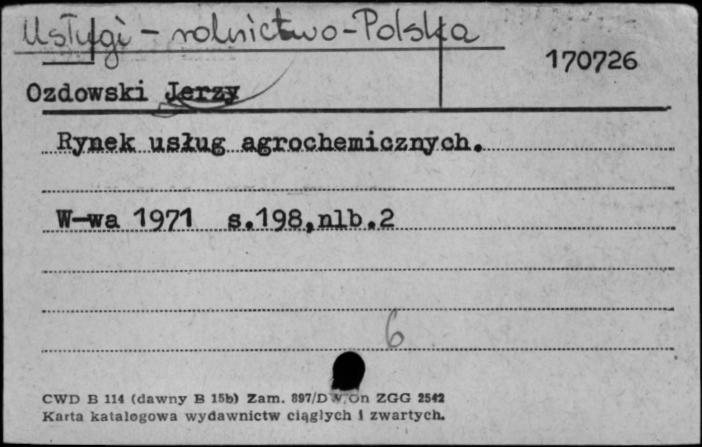 Usługi - rolnictwo - Polska
170726
Ozdowski Jerzy
Rynek usług agrochemicznych.
W-wa 1971 s.198,nlb.2
6
CWD B 114 (dawny B 15b) Zam. 897/D W.On ZGG 2542
Karta katalogowa wydawnictw ciągłych i zwartych.